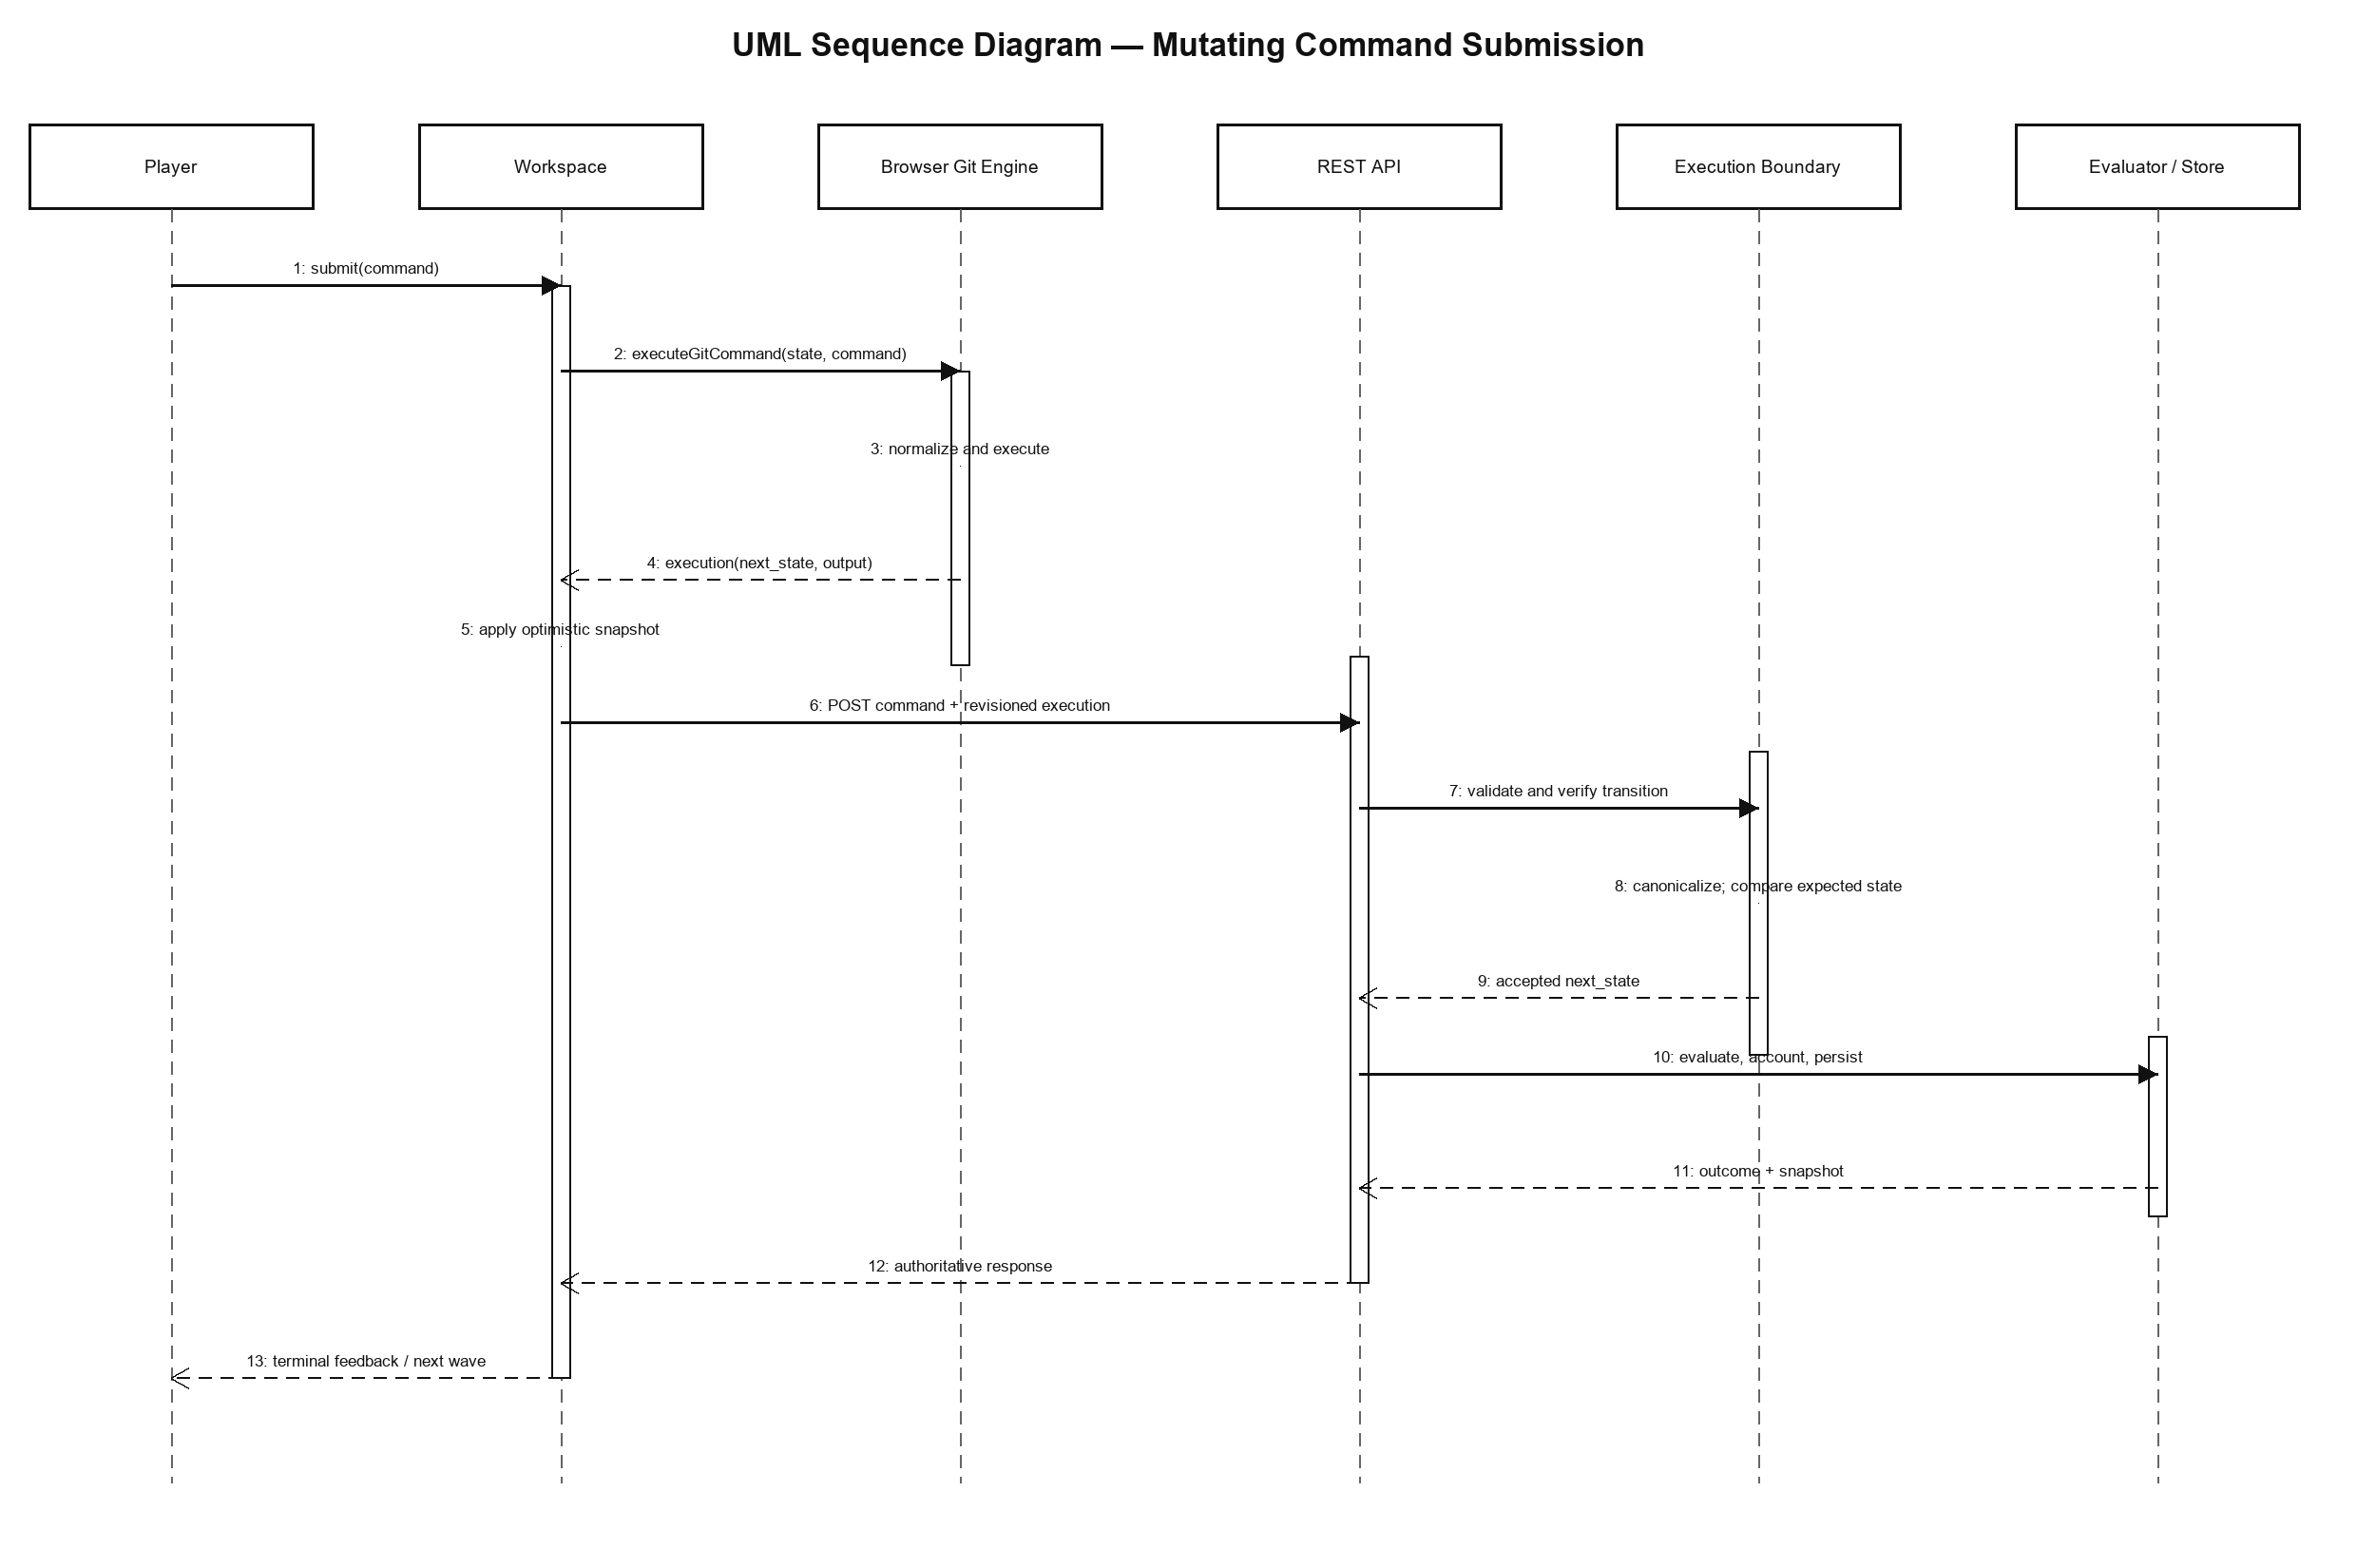 UML Sequence Diagram — Mutating Command Submission
Player
Workspace
Browser Git Engine
REST API
Execution Boundary
Evaluator / Store
1: submit(command)
2: executeGitCommand(state, command)
3: normalize and execute
4: execution(next_state, output)
5: apply optimistic snapshot
6: POST command + revisioned execution
7: validate and verify transition
8: canonicalize; compare expected state
9: accepted next_state
10: evaluate, account, persist
11: outcome + snapshot
12: authoritative response
13: terminal feedback / next wave